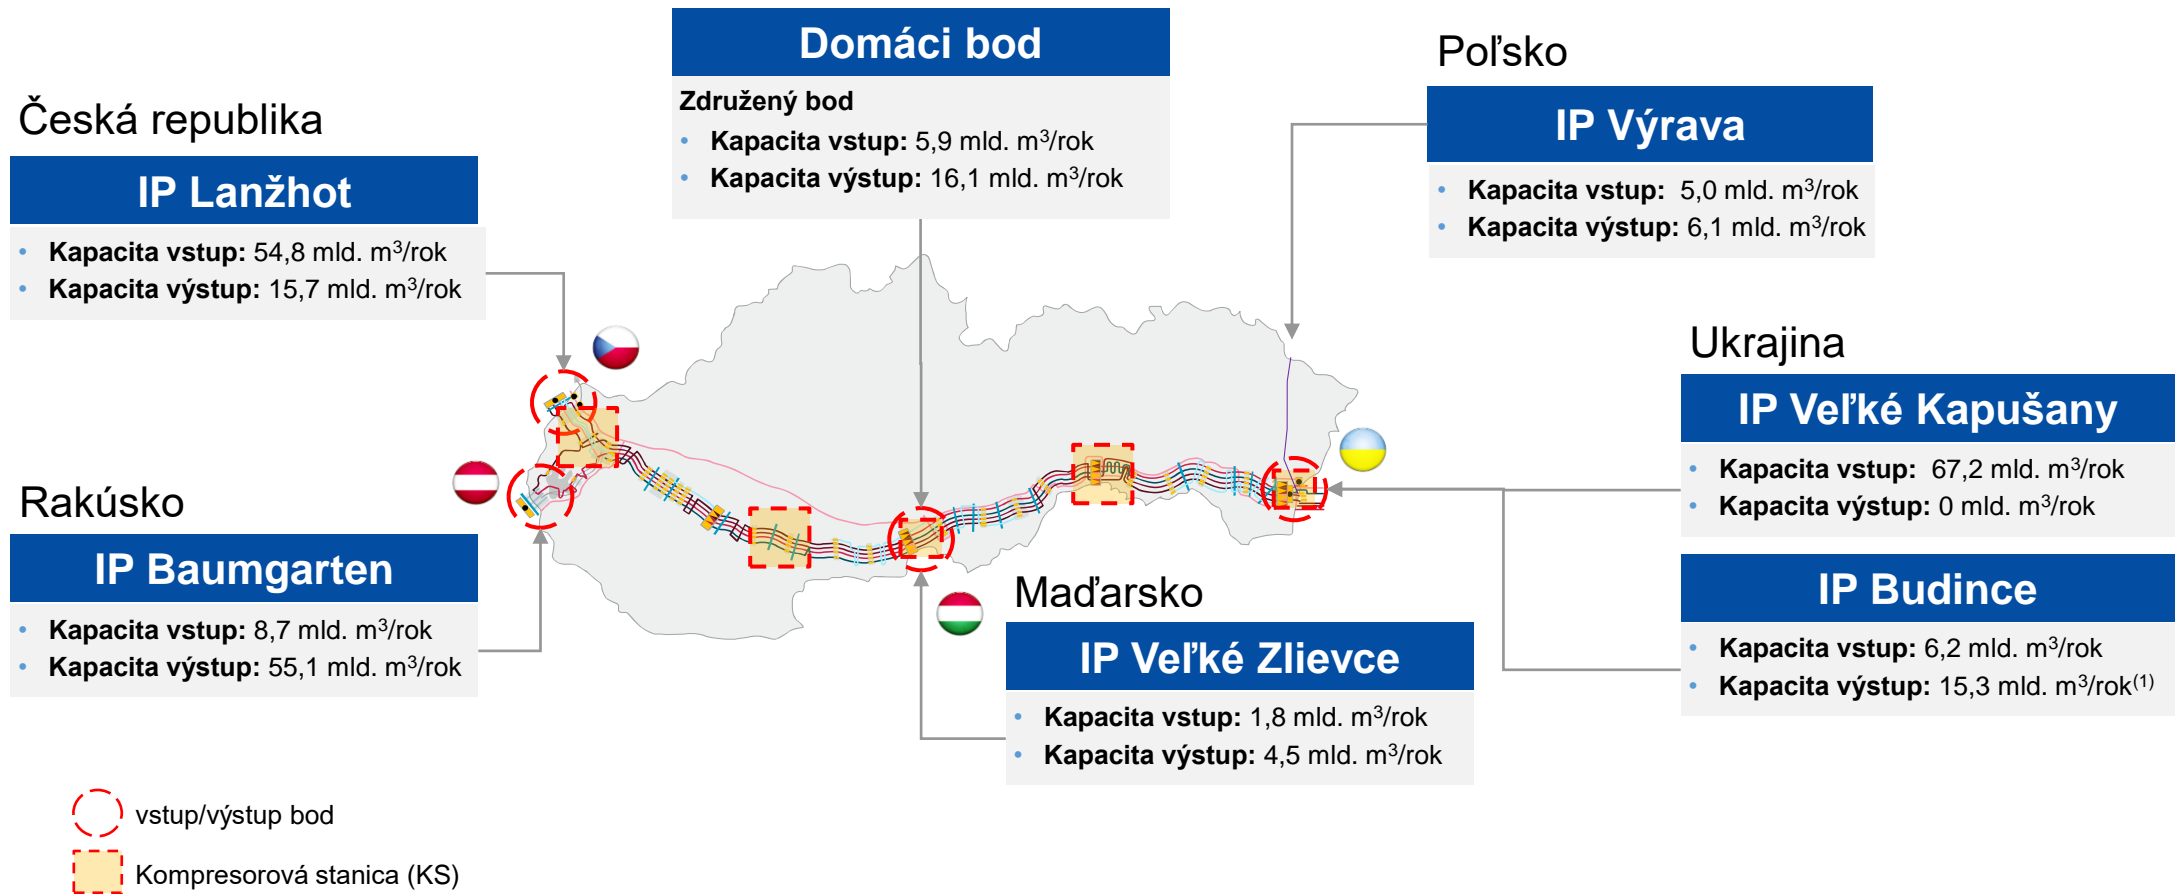 Česká republika
IP Lanžhot
• Kapacita vstup: 54,8 mld. m³/rok
• Kapacita výstup: 15,7 mld. m³/rok
Domáci bod
Združený bod
• Kapacita vstup: 5,9 mld. m³/rok
• Kapacita výstup: 16,1 mld. m³/rok
Poľsko
IP Výrava
• Kapacita vstup: 5,0 mld. m³/rok
• Kapacita výstup: 6,1 mld. m³/rok
Ukrajina
IP Veľké Kapušany
• Kapacita vstup: 67,2 mld. m³/rok
• Kapacita výstup: 0 mld. m³/rok
IP Budince
• Kapacita vstup: 6,2 mld. m³/rok
• Kapacita výstup: 15,3 mld. m³/rok⁽¹⁾
Rakúsko
IP Baumgarten
• Kapacita vstup: 8,7 mld. m³/rok
• Kapacita výstup: 55,1 mld. m³/rok
Maďarsko
IP Veľké Zlievce
• Kapacita vstup: 1,8 mld. m³/rok
• Kapacita výstup: 4,5 mld. m³/rok
vstup/výstup bod
Kompresorová stanica (KS)